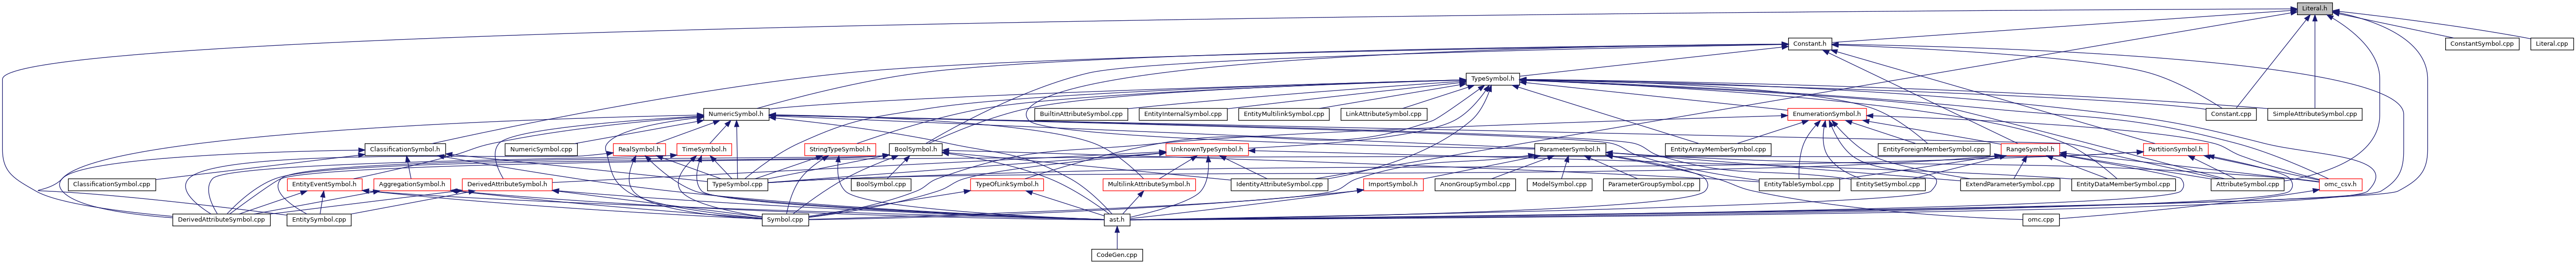 Literal.h
Constant.h
ConstantSymbol.cpp
Literal.cpp
TypeSymbol.h
NumericSymbol.h
BuiltinAttributeSymbol.cpp
EntityInternalSymbol.cpp
EntityMultilinkSymbol.cpp
LinkAttributeSymbol.cpp
EnumerationSymbol.h
Constant.cpp
SimpleAttributeSymbol.cpp
ClassificationSymbol.h
NumericSymbol.cpp
RealSymbol.h
TimeSymbol.h
StringTypeSymbol.h
BoolSymbol.h
UnknownTypeSymbol.h
ParameterSymbol.h
EntityArrayMemberSymbol.cpp
EntityForeignMemberSymbol.cpp
RangeSymbol.h
PartitionSymbol.h
ClassificationSymbol.cpp
EntityEventSymbol.h
AggregationSymbol.h
DerivedAttributeSymbol.h
TypeSymbol.cpp
BoolSymbol.cpp
TypeOfLinkSymbol.h
MultilinkAttributeSymbol.h
IdentityAttributeSymbol.cpp
ImportSymbol.h
AnonGroupSymbol.cpp
ModelSymbol.cpp
ParameterGroupSymbol.cpp
EntityTableSymbol.cpp
EntitySetSymbol.cpp
ExtendParameterSymbol.cpp
EntityDataMemberSymbol.cpp
AttributeSymbol.cpp
omc_csv.h
DerivedAttributeSymbol.cpp
EntitySymbol.cpp
Symbol.cpp
ast.h
omc.cpp
CodeGen.cpp